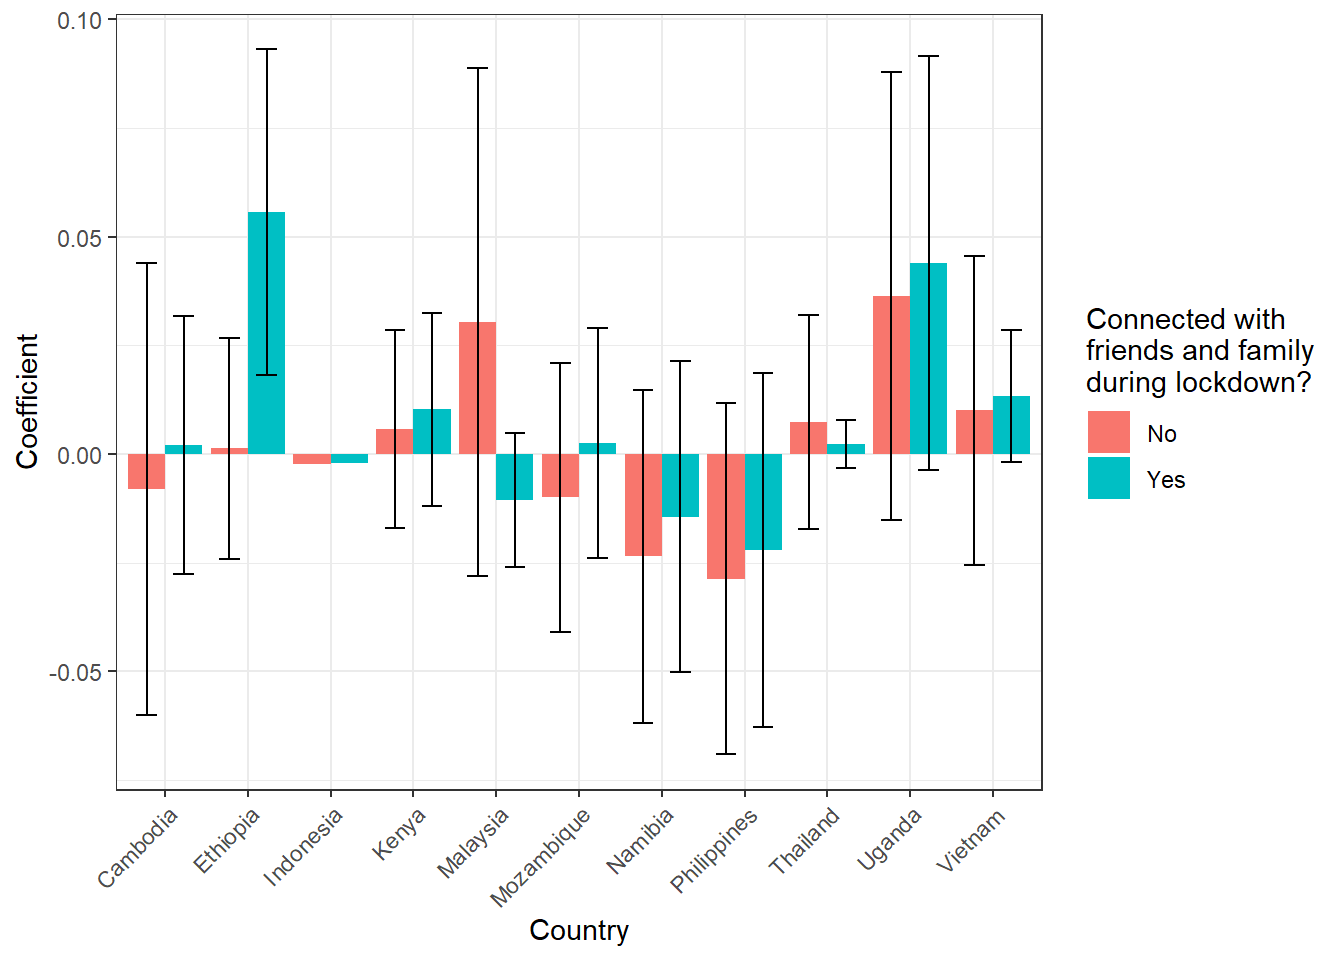 0.10
0.05
0.00
-0.05
Coefficient
Cambodia
Ethiopia
Indonesia
Kenya
Malaysia
Mozambique
Namibia
Philippines
Thailand
Uganda
Vietnam
Country
Connected with
friends and family
during lockdown?
No
Yes